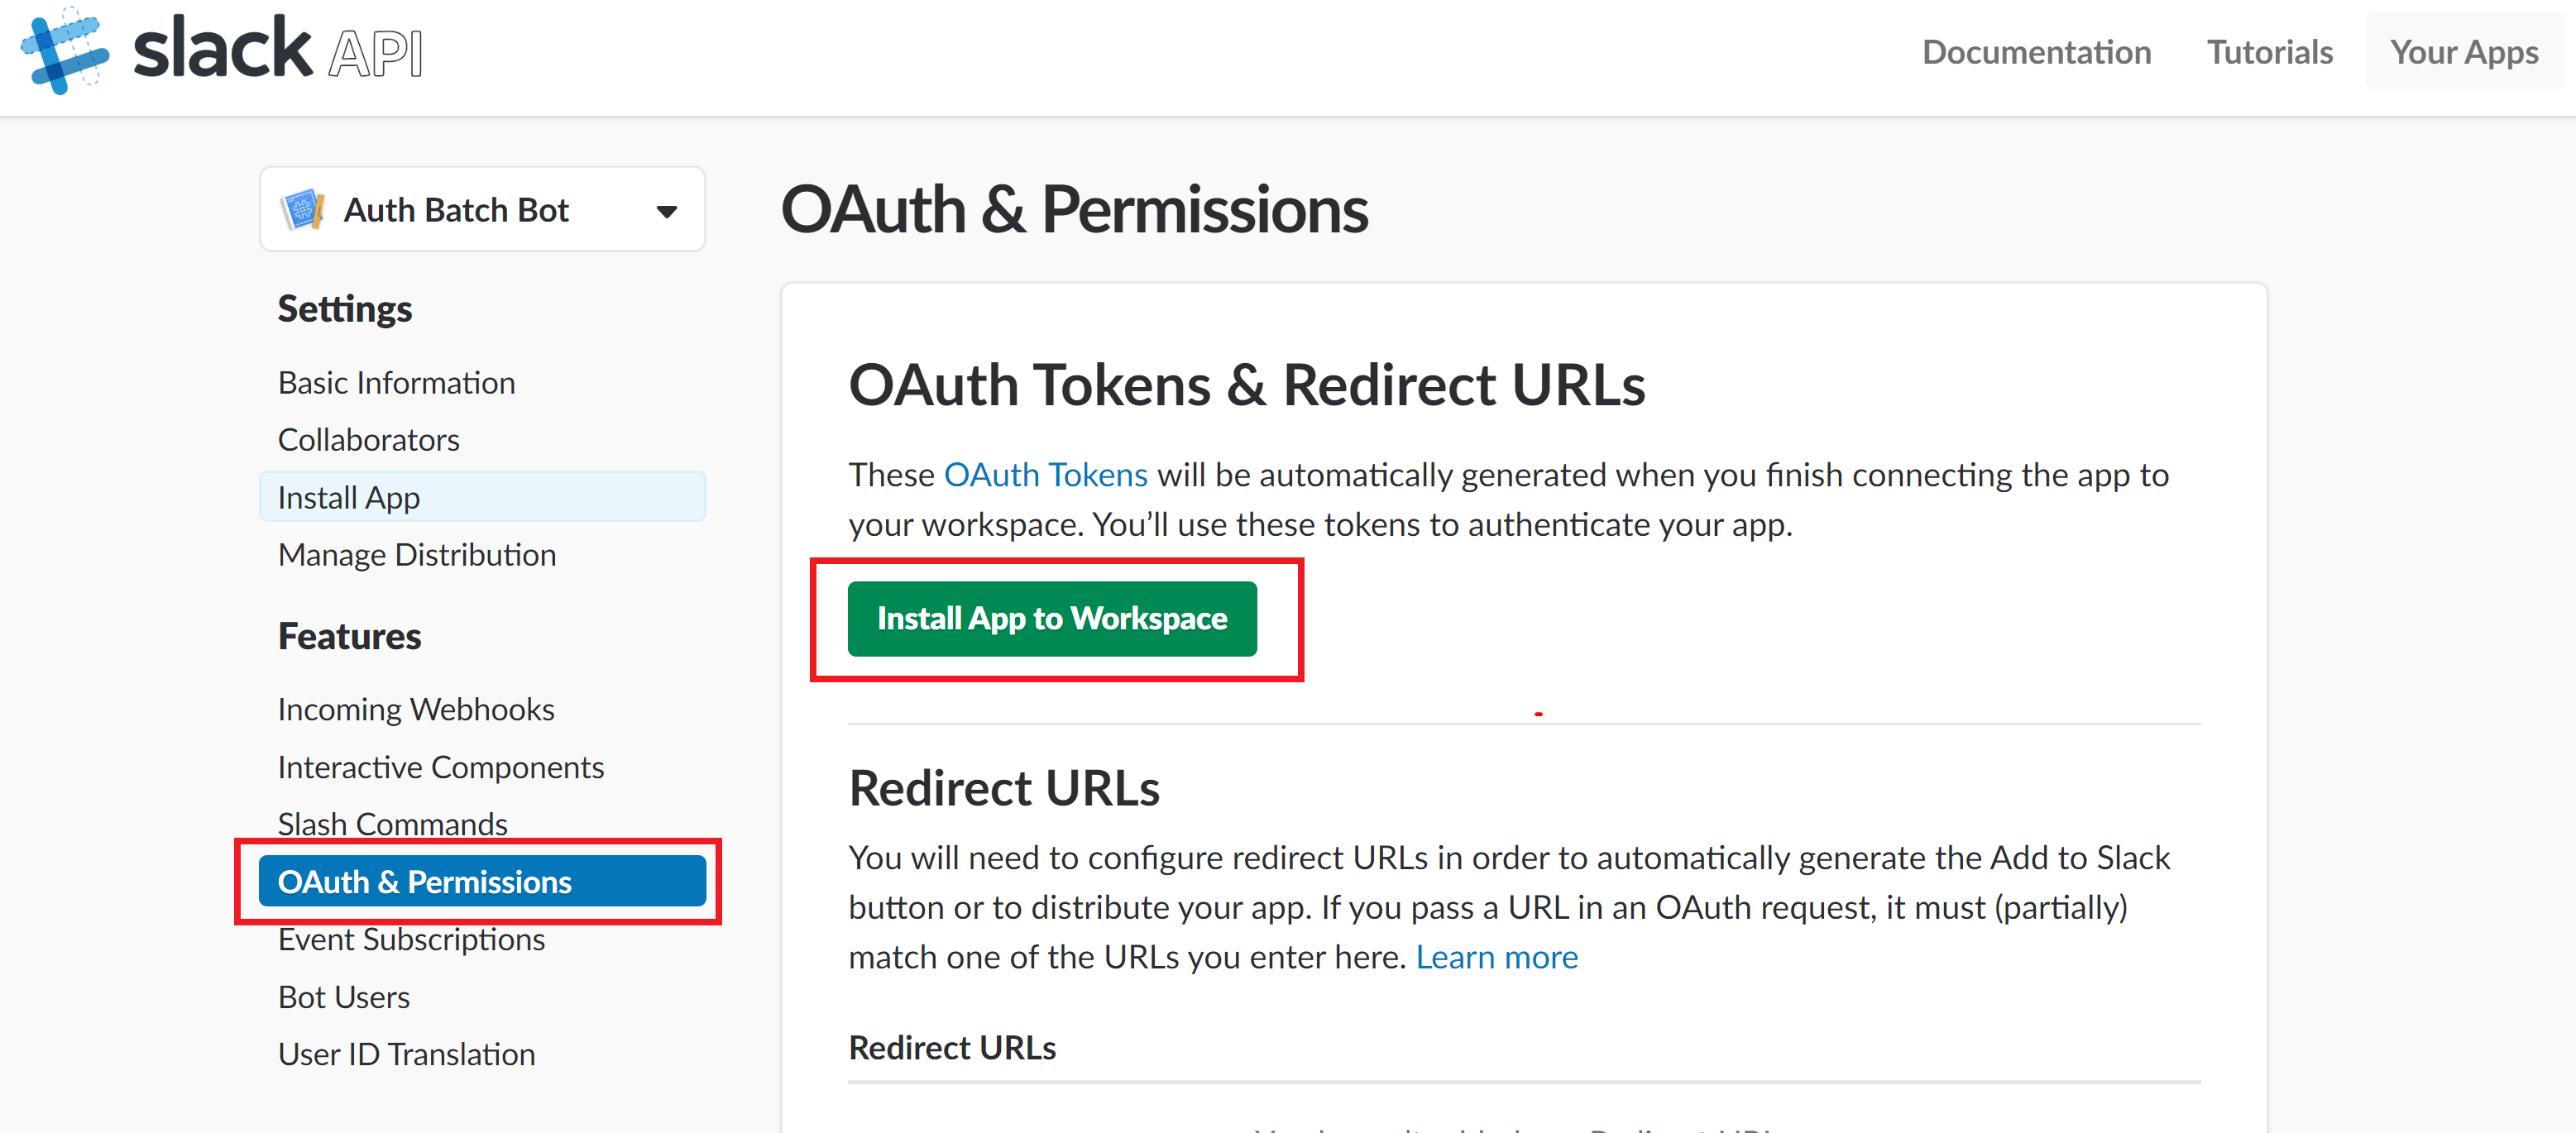 slack API
Documentation
Tutorials
Your Apps
Auth Batch Bot
Settings
Basic Information
Collaborators
Install App
Manage Distribution
Features
Incoming Webhooks
Interactive Components
Slash Commands
OAuth & Permissions
Event Subscriptions
Bot Users
User ID Translation
OAuth & Permissions
OAuth Tokens & Redirect URLs
These OAuth Tokens will be automatically generated when you finish connecting the app to
your workspace. You’ll use these tokens to authenticate your app.
Install App to Workspace
Redirect URLs
You will need to configure redirect URLs in order to automatically generate the Add to Slack
button or to distribute your app. If you pass a URL in an OAuth request, it must (partially)
match one of the URLs you enter here. Learn more
Redirect URLs